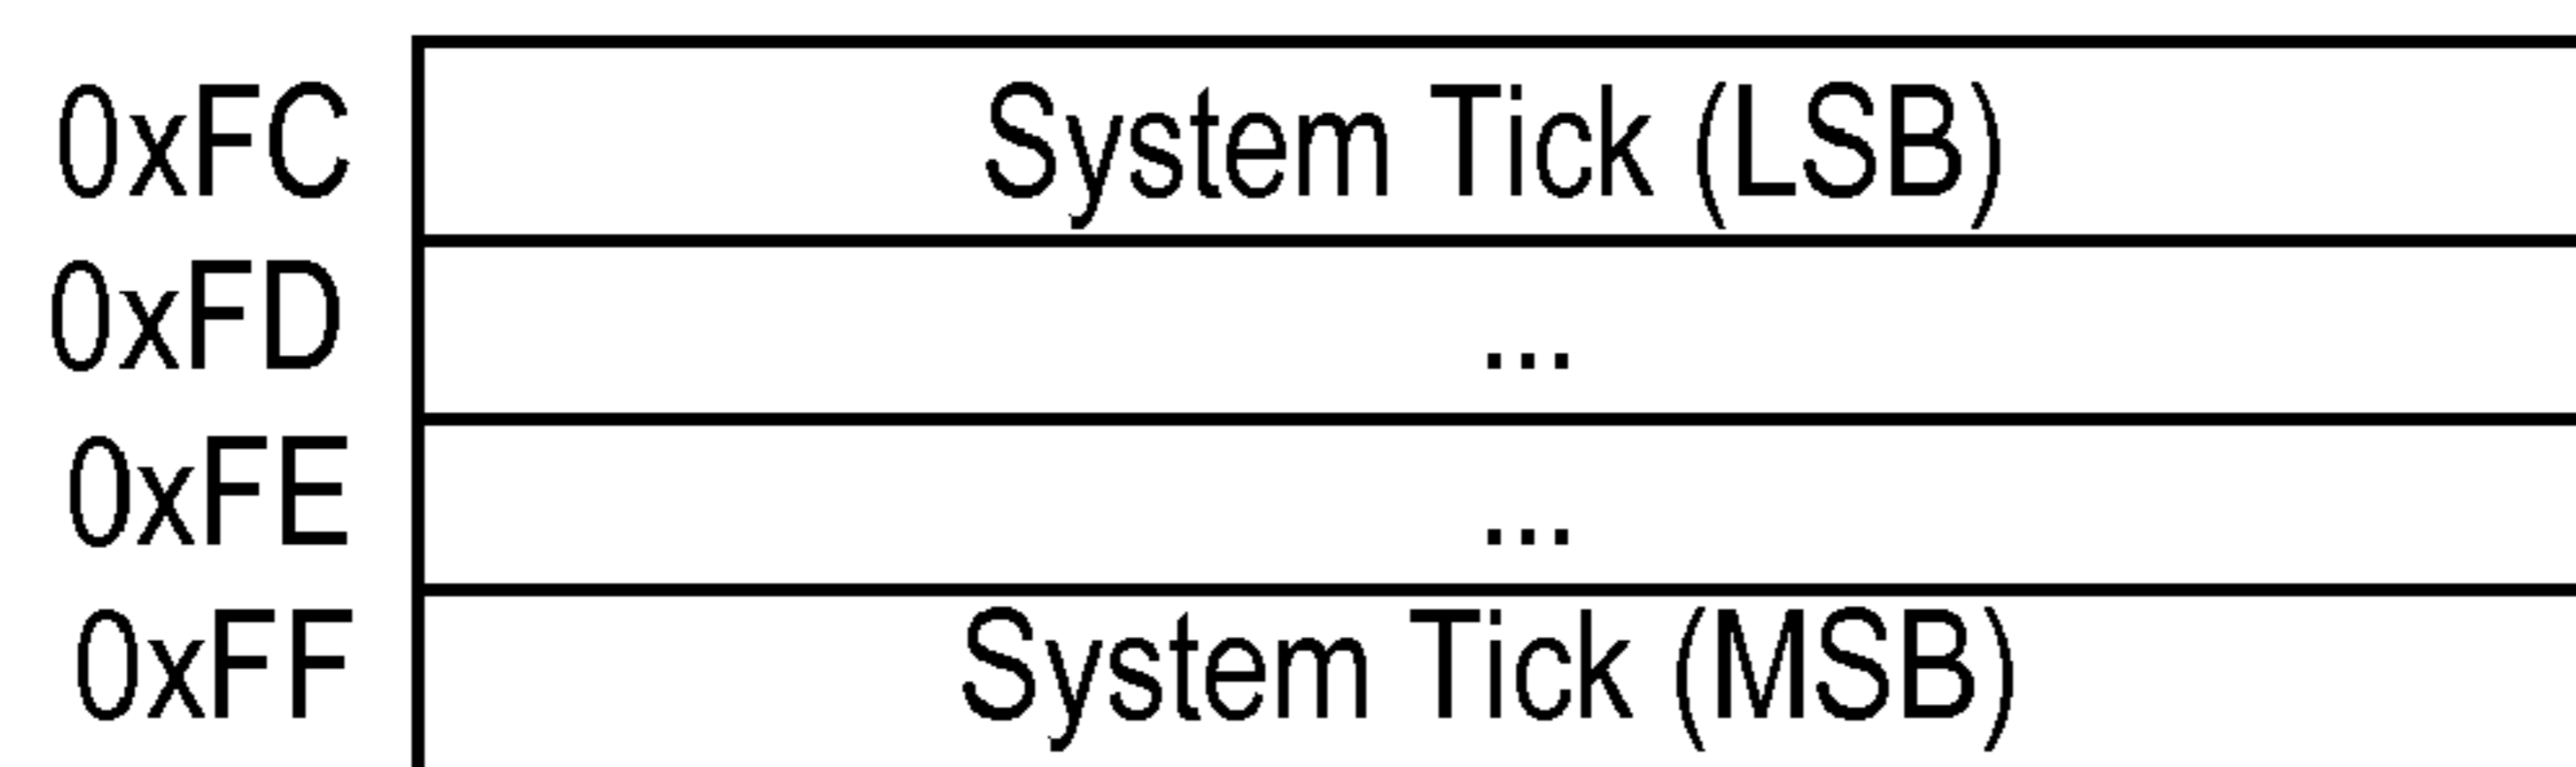 0xFC System Tick (LSB)
0xFD ...
0xFE ...
0xFF System Tick (MSB)